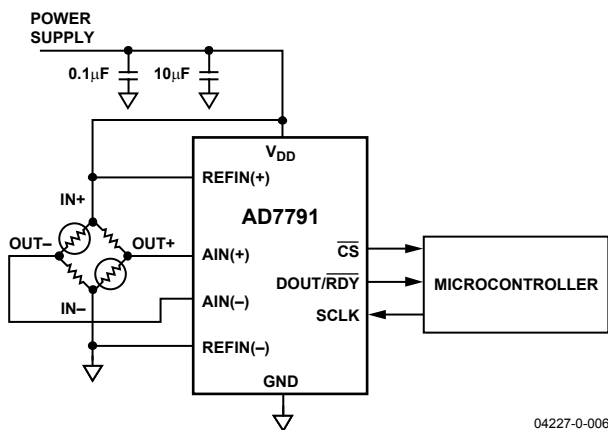 POWER
SUPPLY
0.1µF
10µF
VDD
IN+
REFIN(+)
AD7791
OUT–
OUT+
AIN(+)
CS
DOUT/RDY
MICROCONTROLLER
AIN(–)
SCLK
IN–
REFIN(–)
GND
04227-0-006